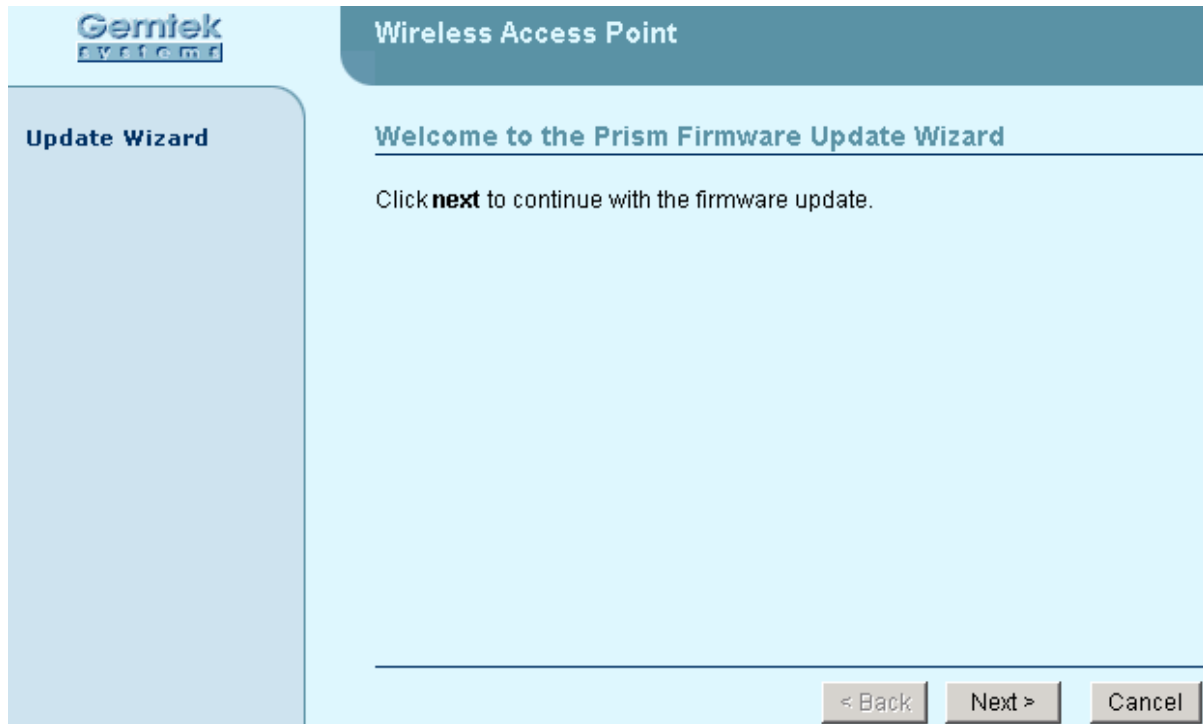 Gemtek
systems
Wireless Access Point
Update Wizard
Welcome to the Prism Firmware Update Wizard
Click next to continue with the firmware update.
< Back
Next >
Cancel